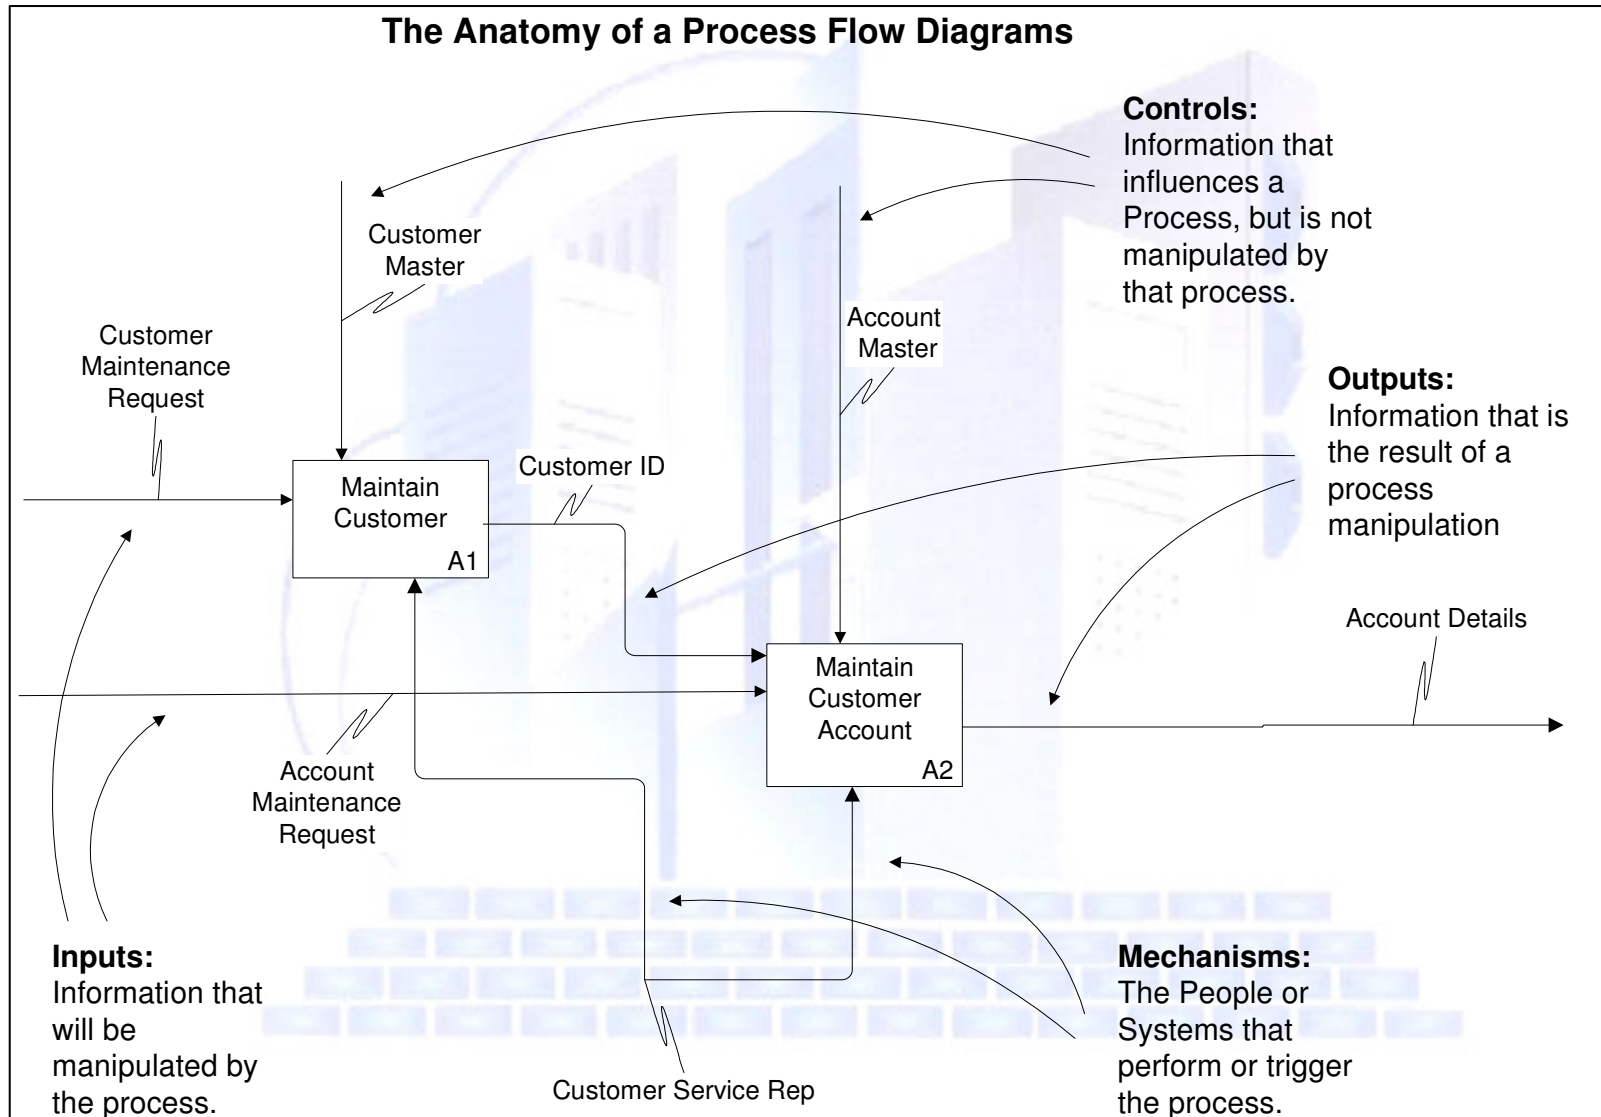 The Anatomy of a Process Flow Diagrams
Controls:
Information that
influences a
Process, but is not
manipulated by
that process.
Customer
Master
Account
Master
Customer
Maintenance
Request
Outputs:
Information that is
the result of a
process
manipulation
Customer ID
Maintain
Customer
A1
Account Details
Maintain
Customer
Account
A2
Account
Maintenance
Request
Inputs:
Information that
will be
manipulated by
the process.
Mechanisms:
The People or
Systems that
perform or trigger
the process.
Customer Service Rep